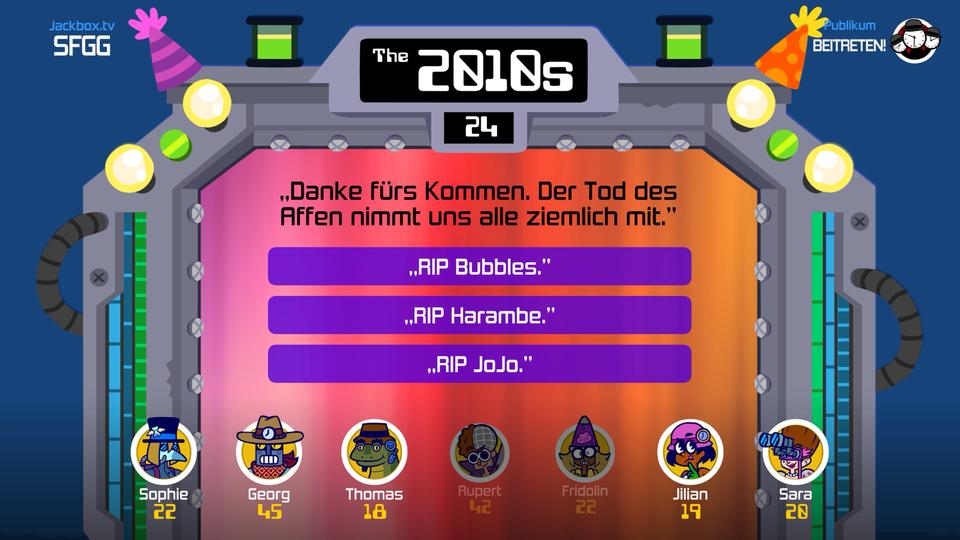 Jackbox.tv
SFGG
The 2010s
Publikum
BEITRETEN!
24
„Danke fürs Kommen. Der Tod des
Affen nimmt uns alle ziemlich mit.”
„RIP Bubbles.”
„RIP Harambe.”
„RIP JoJo.”
Sophie
22
Georg
45
Thomas
18
Rupert
42
Fridolin
22
Jilian
19
Sara
20